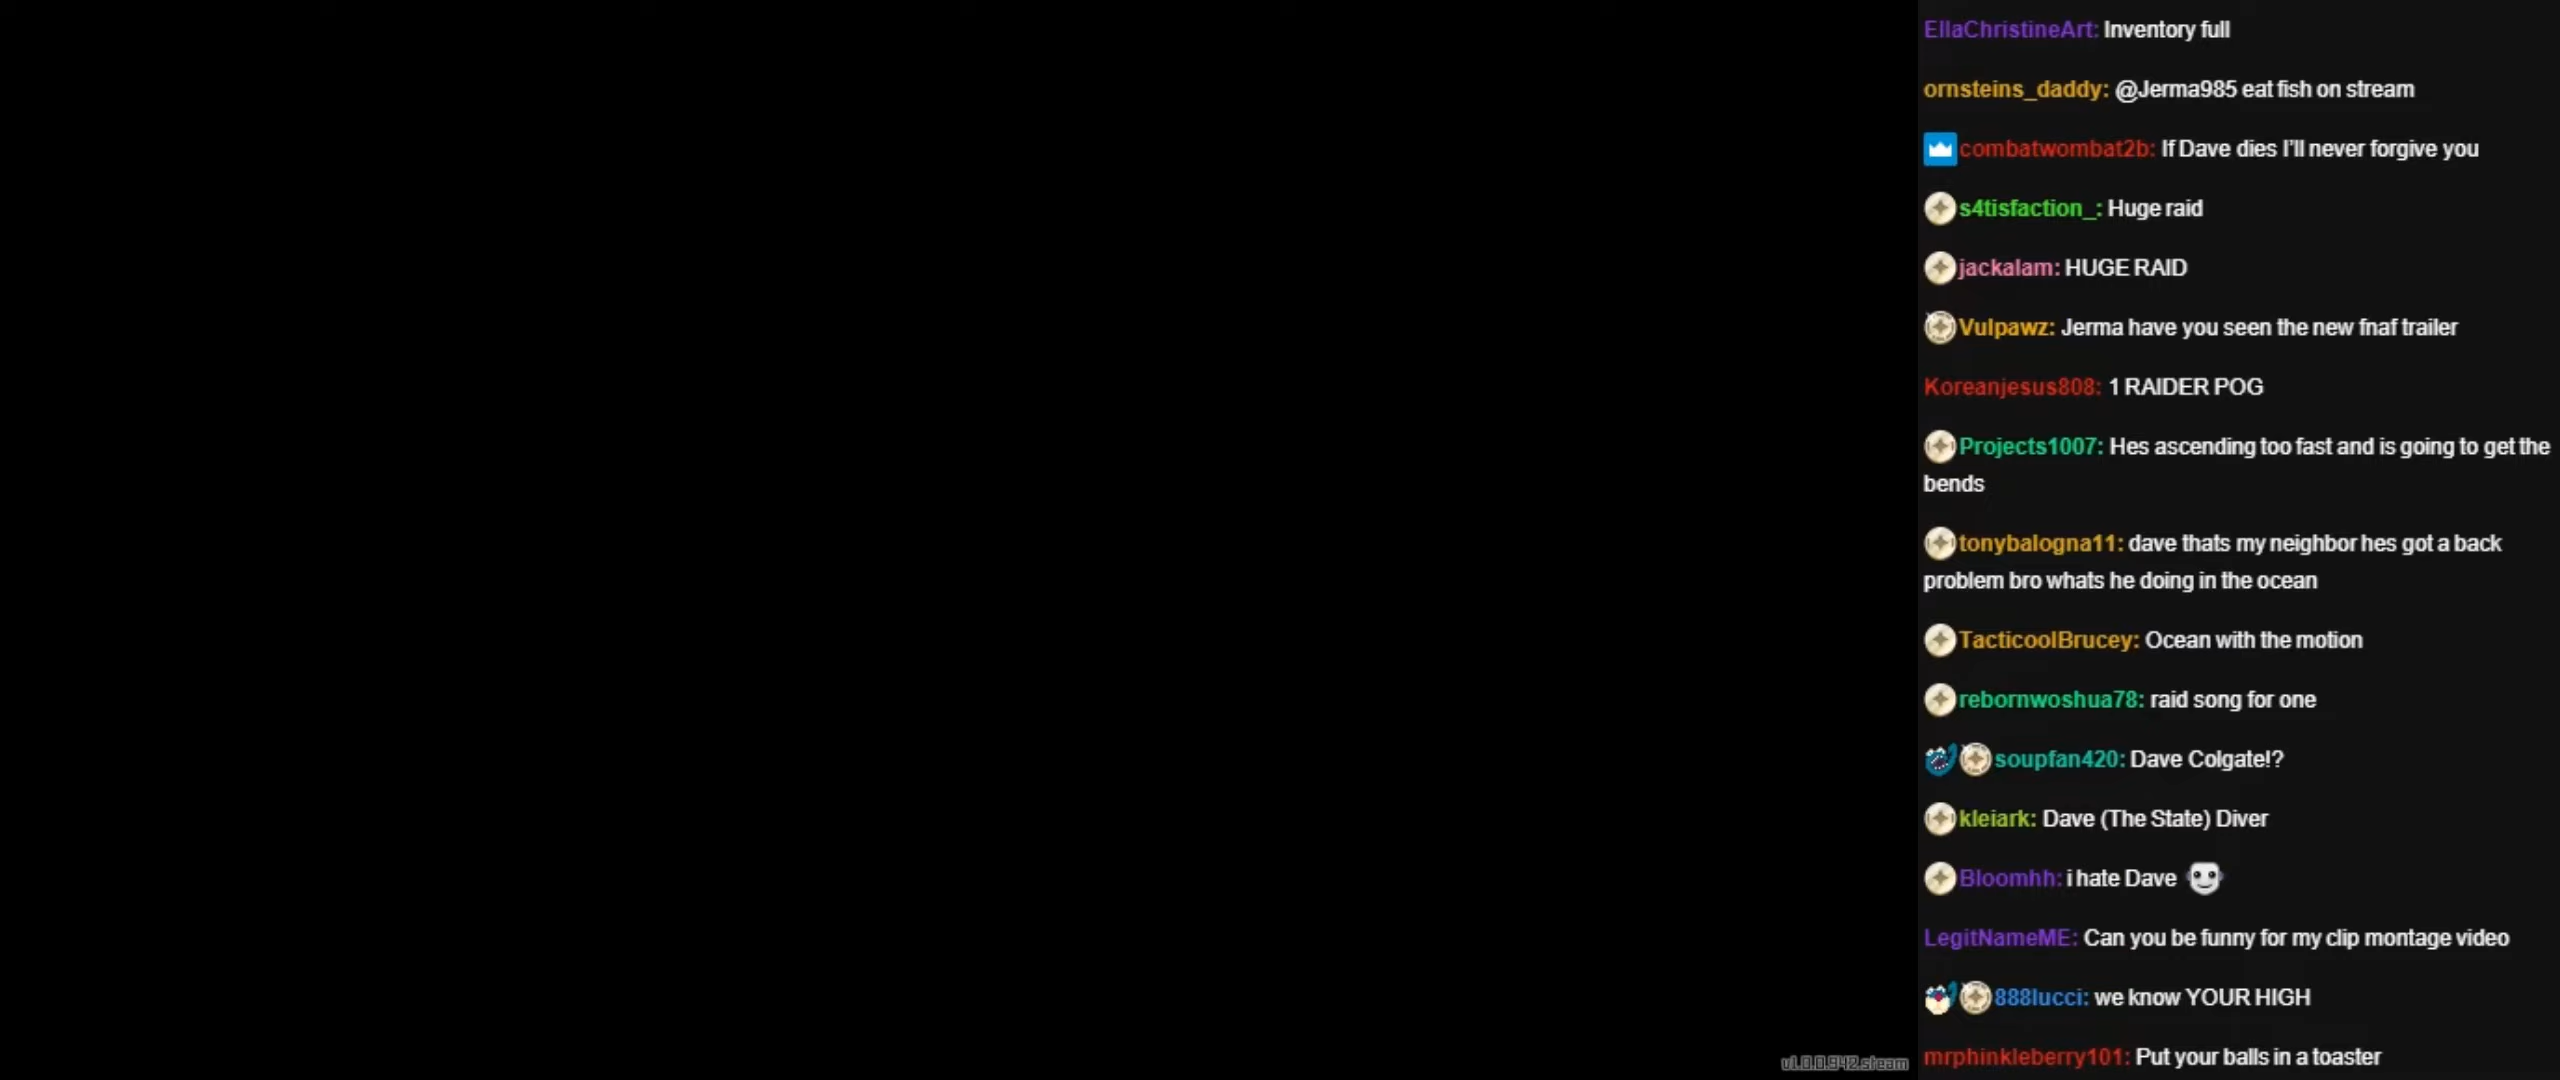 EllaChristineArt: Inventory full
ornsteins_daddy: @Jerma985 eat fish on stream
combatwombat2b: If Dave dies I'll never forgive you
s4tisfaction_: Huge raid
jackalam: HUGE RAID
Vulpawz: Jerma have you seen the new fnaf trailer
Koreanjesus808: 1 RAIDER POG
Projects1007: Hes ascending too fast and is going to get the
bends
tonybalogna11: dave thats my neighbor hes got a back
problem bro whats he doing in the ocean
TacticoolBrucey: Ocean with the motion
rebornwoshua78: raid song for one
soupfan420: Dave Colgate!?
kleiark: Dave (The State) Diver
Bloomhh: i hate Dave
LegitNameME: Can you be funny for my clip montage video
888lucci: we know YOUR HIGH
v1.0.0.942.steam
mrphinkleberry101: Put your balls in a toaster